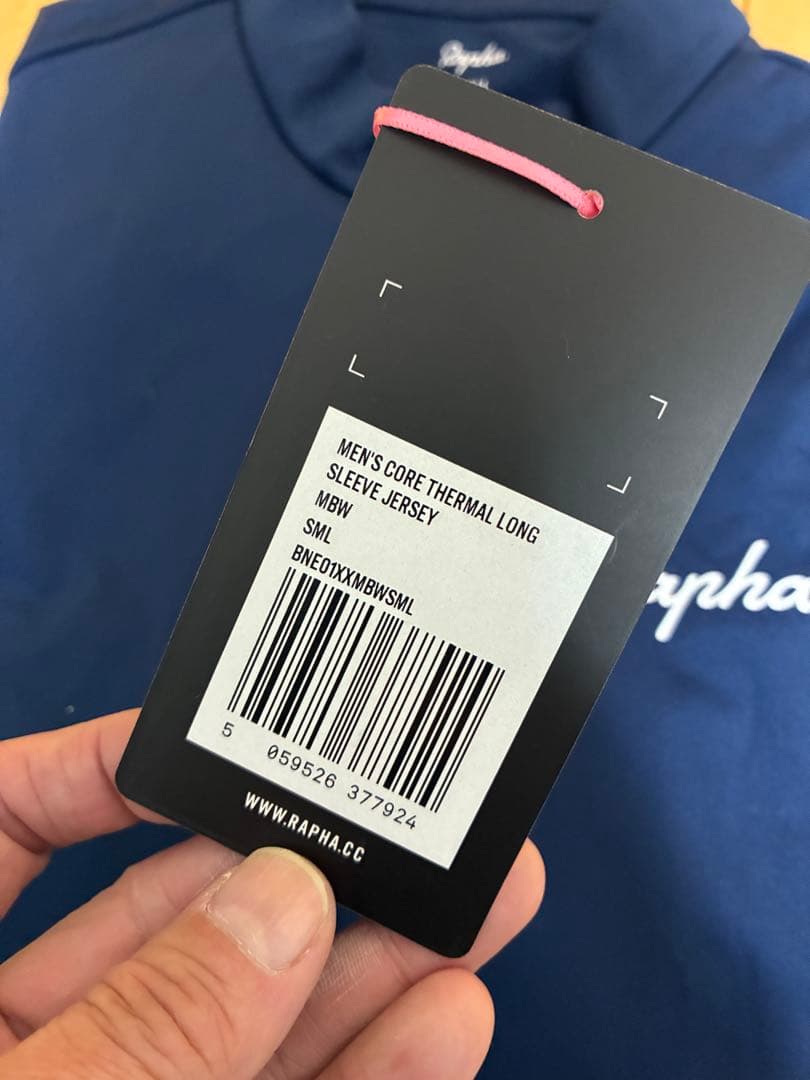 Rapha
MEN'S CORE THERMAL LONG
SLEEVE JERSEY
MBW
SML
BNE01XXMBWSML
5 059526 377924
WWW.RAPHA.CC
apha